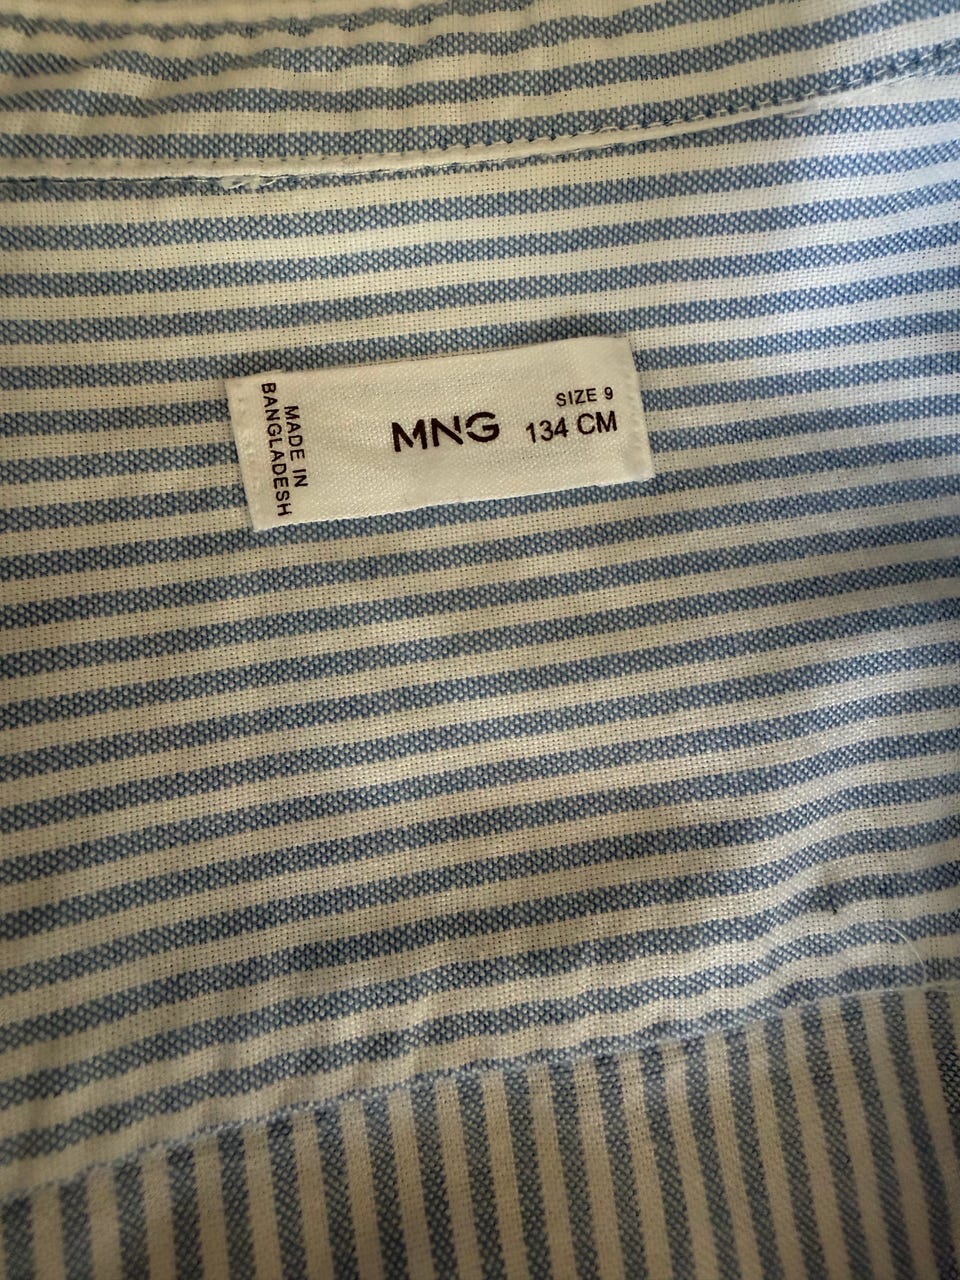 MADE IN
BANGLADESH
MNG
SIZE 9
134 CM